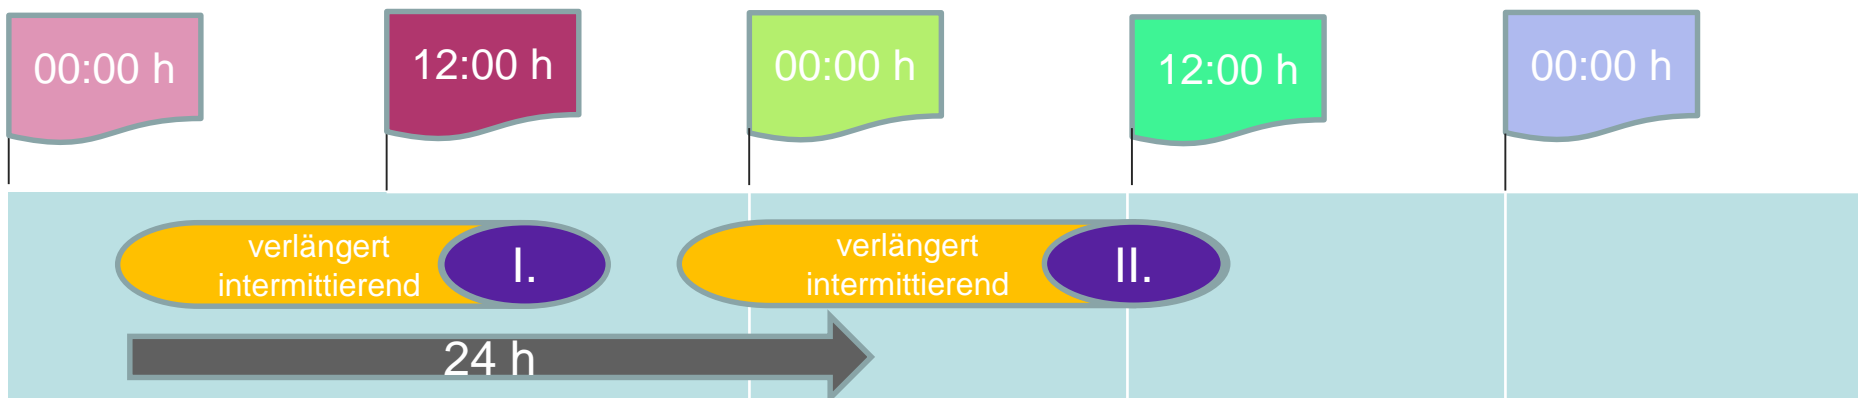 00:00 h
12:00 h
00:00 h
12:00 h
00:00 h
verlängert
intermittierend
I.
verlängert
intermittierend
II.
24 h